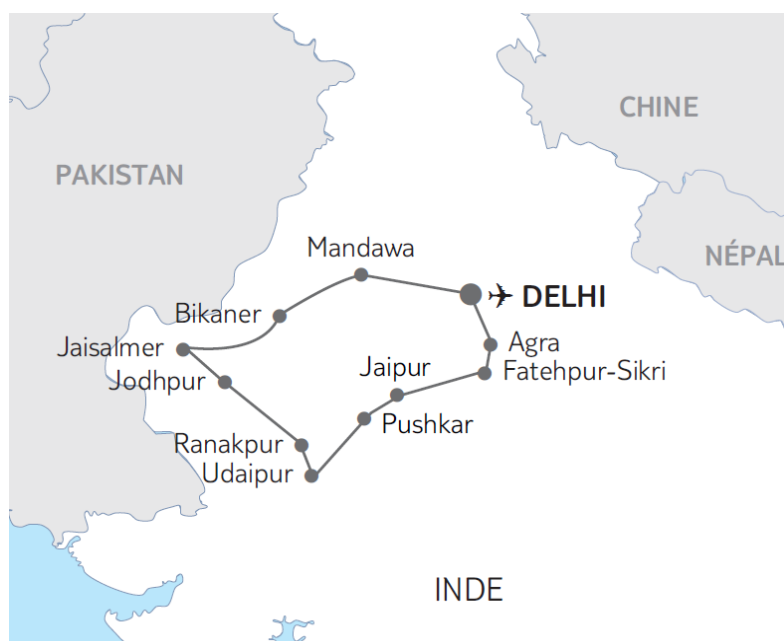 CHINE
PAKISTAN
NÉPAL
Mandawa
DELHI
Bikaner
Jaisalmer
Agra
Jodhpur
Jaipur
Fatehpur-Sikri
Pushkar
Ranakpur
Udaipur
INDE